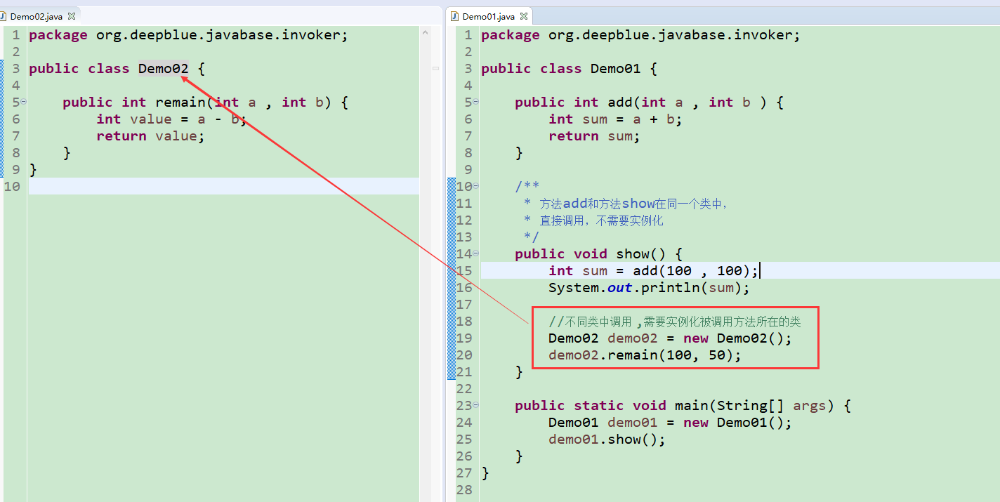 Demo02.java
1 package org.deepblue.javabase.invoker;
2
3 public class Demo02 {
4
5 public int remain(int a , int b) {
6 int value = a - b;
7 return value;
8 }
9 }
10
Demo01.java
1 package org.deepblue.javabase.invoker;
2
3 public class Demo01 {
4
5 public int add(int a , int b ) {
6 int sum = a + b;
7 return sum;
8 }
9
10 /**
11 * 方法add和方法show在同一个类中,
12 * 直接调用，不需要实例化
13 */
14 public void show() {
15 int sum = add(100 , 100);
16 System.out.println(sum);
17
18 //不同类中调用 ,需要实例化被调用方法所在的类
19 Demo02 demo02 = new Demo02();
20 demo02.remain(100, 50);
21 }
22
23 public static void main(String[] args) {
24 Demo01 demo01 = new Demo01();
25 demo01.show();
26 }
27 }
28